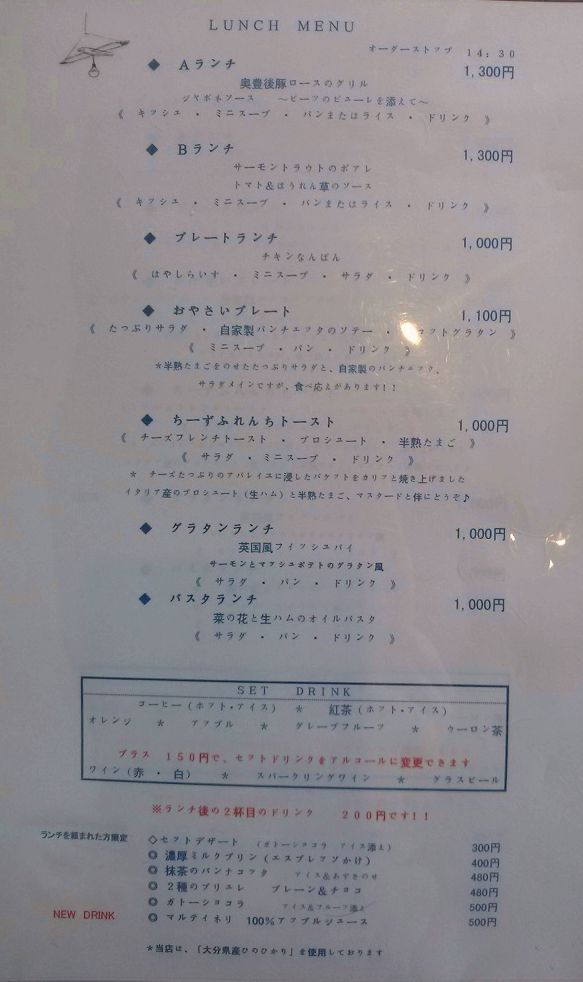 LUNCH MENU
オーダーストップ 14:30
◆ Aランチ 1,300円
奥豊後豚ロースのグリル
ジャポネソース ～ビーツのピューレを添えて～
《 キッシュ ・ ミニスープ ・ パンまたはライス ・ ドリンク 》
◆ Bランチ 1,300円
サーモントラウトのポアレ
トマト&ほうれん草のソース
《 キッシュ ・ ミニスープ ・ パンまたはライス ・ ドリンク 》
◆ プレートランチ 1,000円
チキンなんばん
《 はやしらいす ・ ミニスープ ・ サラダ ・ ドリンク 》
◆ おやさいプレート 1,100円
《 たっぷりサラダ ・ 自家製パンチェッタのソテー ・ コフトグラタン 》
《 ミニスープ ・ パン ・ ドリンク 》
*半熟たまごをのせたたっぷりサラダと、自家製のパンチェッタ、
サラダメインですが、食べ応えがあります!!
◆ ちーずふれんちトースト 1,000円
《 チーズフレンチトースト ・ プロシュート ・ 半熟たまご 》
《 サラダ ・ ミニスープ ・ ドリンク 》
* チーズたっぷりのアパレイユに浸したバケットをカリッと焼き上げました
イタリア産のプロシュート(生ハム)と半熟たまご、マスタードと伴にどうぞ♪
◆ グラタンランチ 1,000円
英国風フィッシュパイ
サーモンとマッシュポテトのグラタン風
《 サラダ ・ パン ・ ドリンク 》
◆ パスタランチ 1,000円
菜の花と生ハムのオイルパスタ
《 サラダ ・ パン ・ ドリンク 》
SET DRINK
コーヒー(ホット・アイス) * 紅茶(ホット・アイス)
オレンジ * アップル * グレープフルーツ * ウーロン茶
プラス 150円で、セットドリンクをアルコールに変更できます
ワイン(赤 ・ 白) * スパークリングワイン * グラスビール
※ランチ後の2杯目のドリンク 200円です!!
ランチを頼まれた方限定
◇セットデザート (ガトーショコラ アイス添え) 300円
◎ 濃厚ミルクプリン(エスプレッソかけ) 400円
◎ 抹茶のパンナコッタ アイス&あずきのせ 480円
◎ 2種のブリュレ プレーン&チョコ 480円
◎ ガトーショコラ アイス&フルーツ添え 500円
NEW DRINK ◎ マルティネリ 100%アップルジュース 500円
*当店は、「大分県産ひのひかり」を使用しております